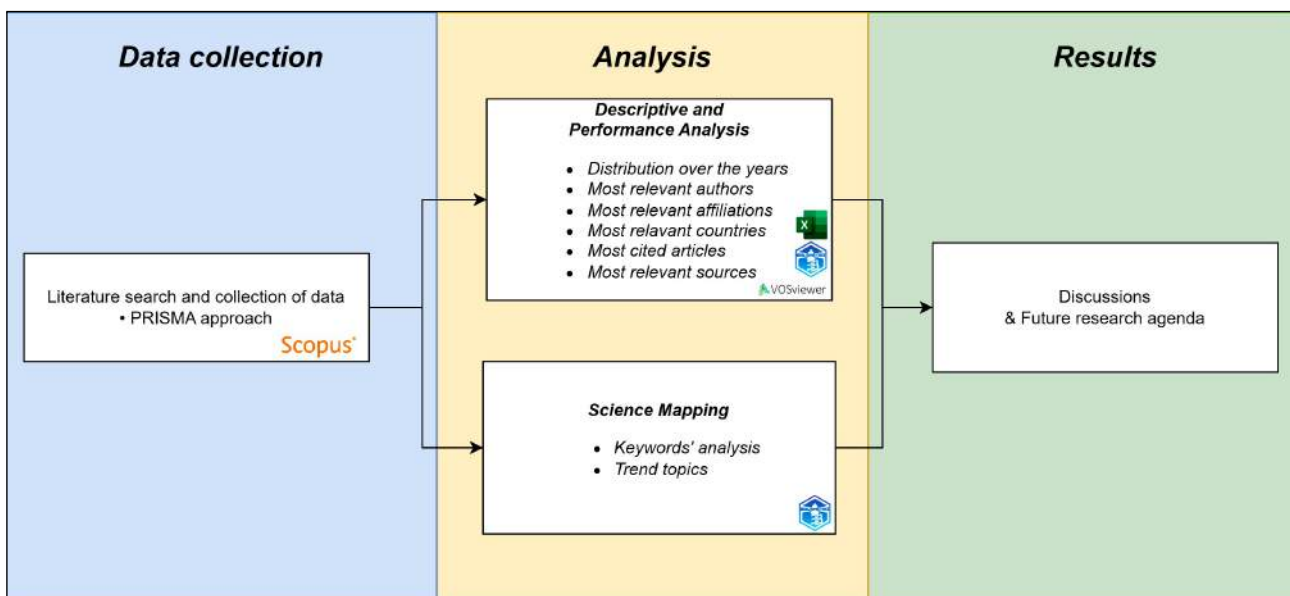 Data collection
Analysis
Results
Literature search and collection of data
• PRISMA approach
Scopus
Descriptive and
Performance Analysis
• Distribution over the years
• Most relevant authors
• Most relevant affiliations
• Most relavant countries
• Most cited articles
• Most relevant sources
X
VOSviewer
Science Mapping
• Keywords' analysis
• Trend topics
Discussions
& Future research agenda